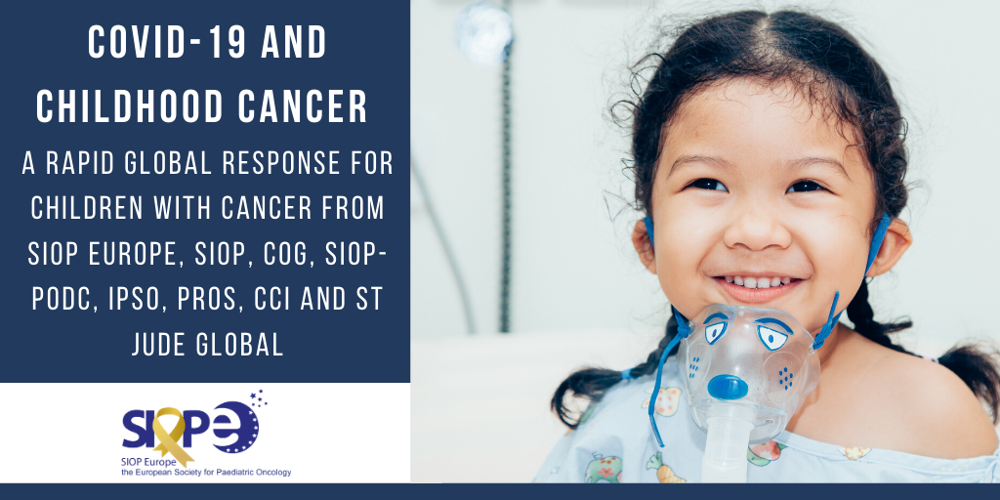 COVID-19 AND
CHILDHOOD CANCER
A RAPID GLOBAL RESPONSE FOR
CHILDREN WITH CANCER FROM
SIOP EUROPE, SIOP, COG, SIOP-
PODC, IPSO, PROS, CCI AND ST
JUDE GLOBAL
SIOPe
SIOP Europe
the European Society for Paediatric Oncology